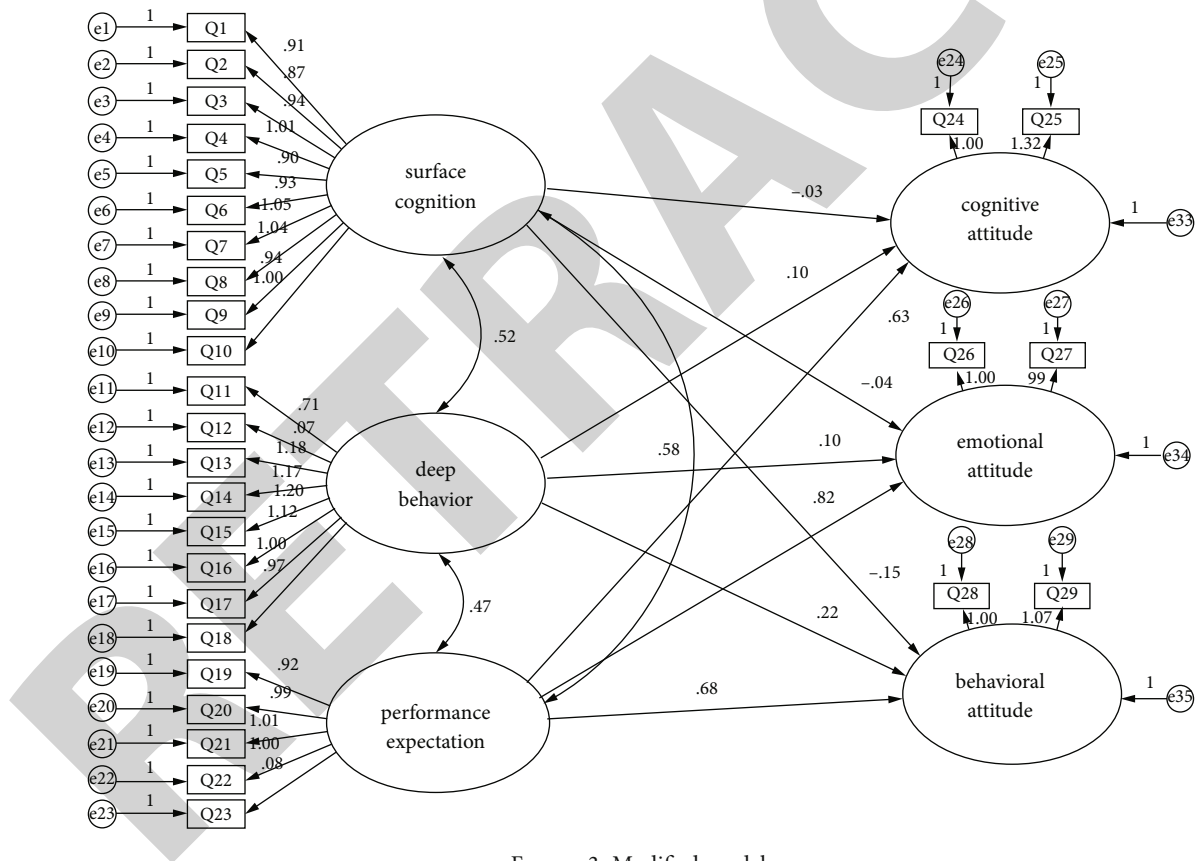 e1 1 Q1 .91
e2 1 Q2 .87
e3 1 Q3 .94
e4 1 Q4 1.01
e5 1 Q5 .90
e6 1 Q6 .93
e7 1 Q7 1.05
e8 1 Q8 1.04
e9 1 Q9 .94
e10 1 Q10 1.00
surface
cognition
e11 1 Q11 .71
e12 1 Q12 .07
e13 1 Q13 1.18
e14 1 Q14 1.17
e15 1 Q15 1.20
e16 1 Q16 1.12
e17 1 Q17 1.00
e18 1 Q18 .97
deep
behavior
e19 1 Q19 .92
e20 1 Q20 .99
e21 1 Q21 1.01
e22 1 Q22 1.00
e23 1 Q23 .08
performance
expectation
.52
.47
.58
–.03
.10
.63
–.04
.10
.82
–.15
.22
.68
e24 e25
1 1
Q24 Q25
1.00 1.32
cognitive
attitude
1 e33
e26 e27
1 1
Q26 Q27
1.00 99
emotional
attitude
1 e34
e28 e29
1 1
Q28 Q29
1.00 1.07
behavioral
attitude
1 e35
RETRAC